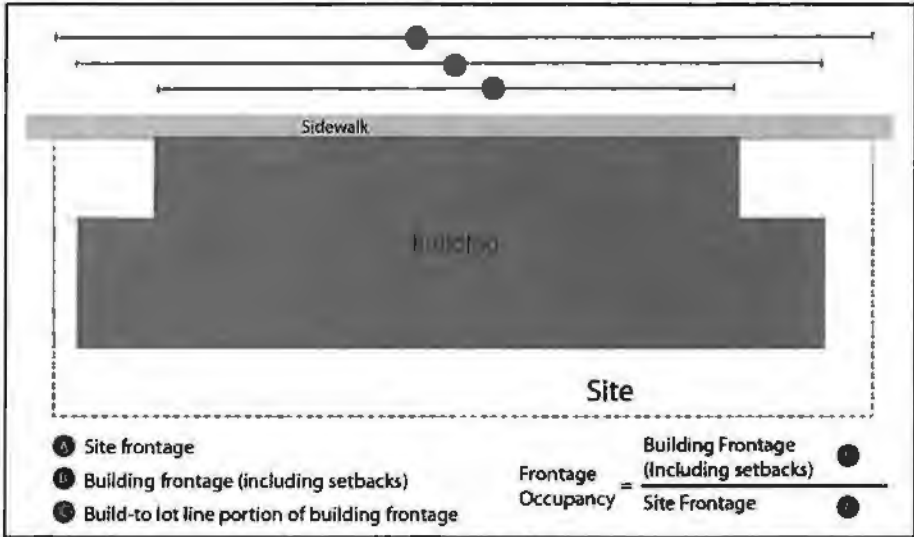 Sidewalk
Building
Site
A Site frontage
B Building frontage (including setbacks)
C Build-to lot line portion of building frontage
Frontage Occupancy =
Building Frontage
(Including setbacks)
Site Frontage